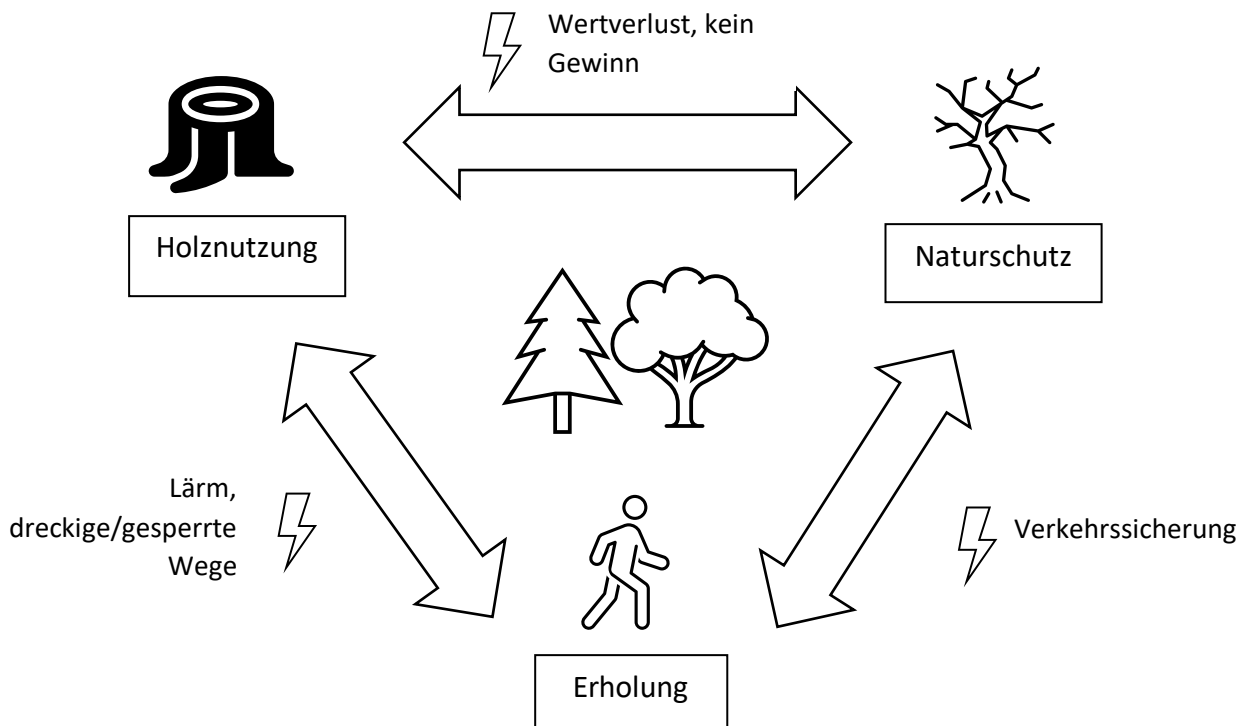 Wertverlust, kein
Gewinn
Holznutzung
Naturschutz
Lärm,
dreckige/gesperrte
Wege
Verkehrssicherung
Erholung